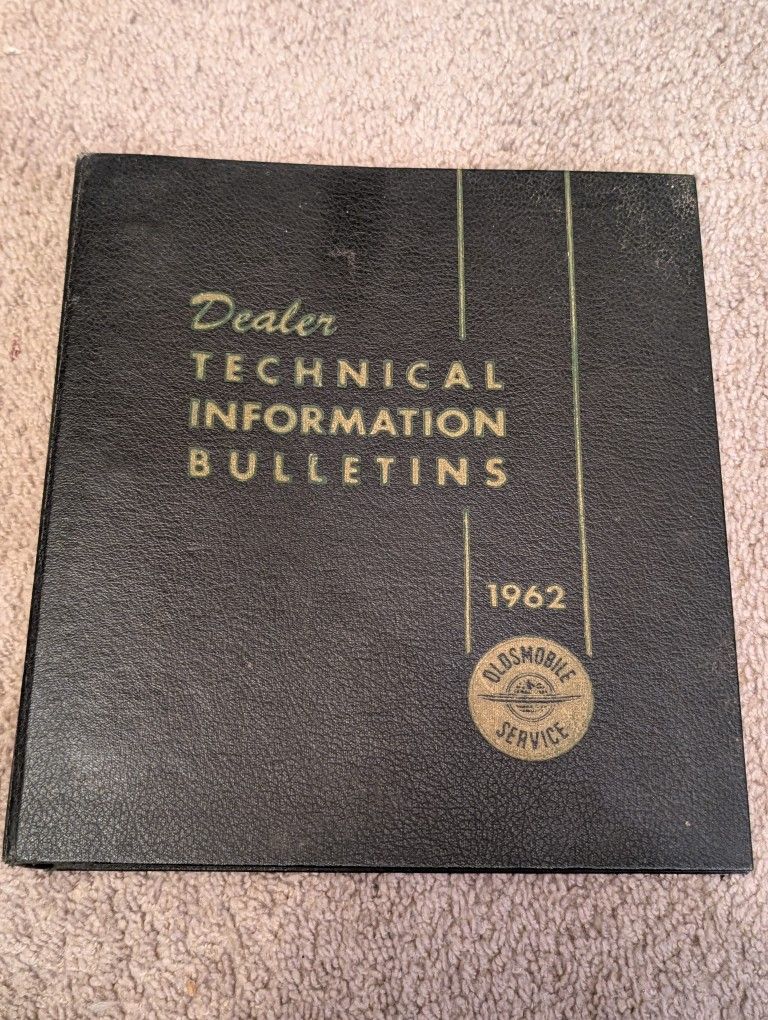 Dealer
TECHNICAL
INFORMATION
BULLETINS
1962
OLDSMOBILE
SERVICE